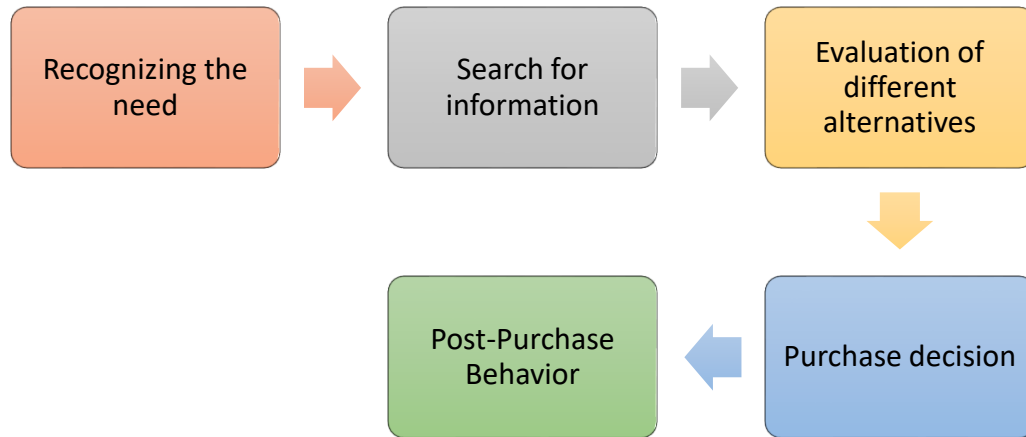 Recognizing the
need
Search for
information
Evaluation of
different
alternatives
Purchase decision
Post-Purchase
Behavior